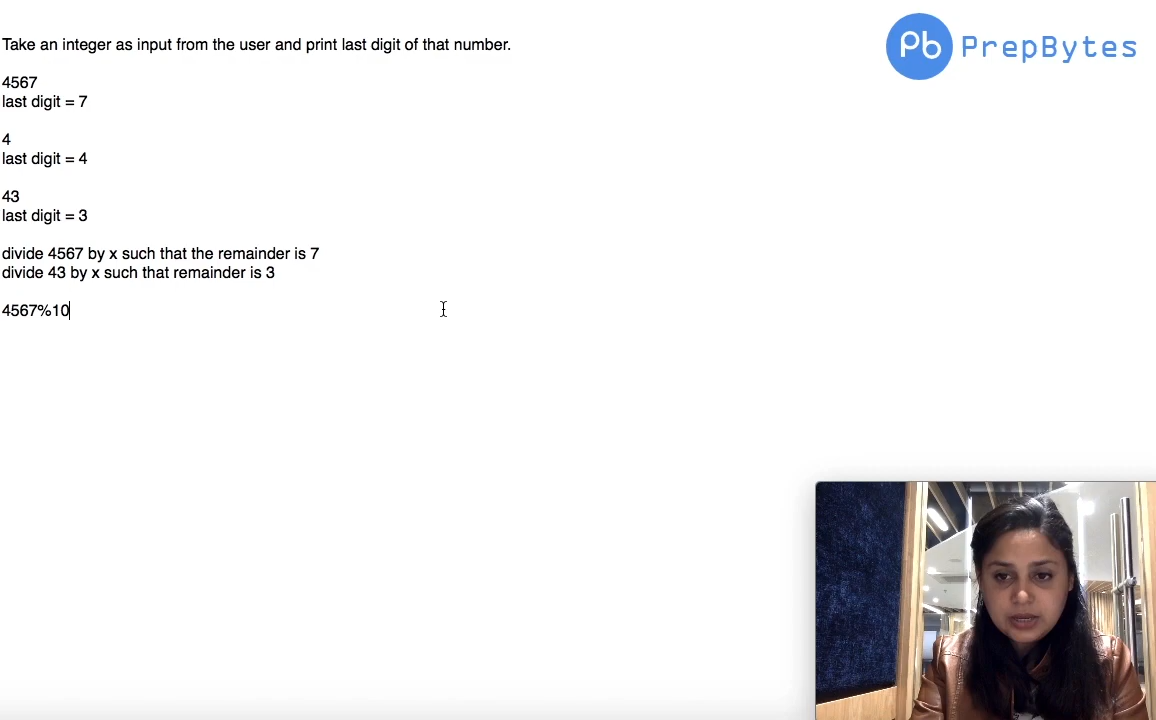 Take an integer as input from the user and print last digit of that number.
Pb PrepBytes
4567
last digit = 7
4
last digit = 4
43
last digit = 3
divide 4567 by x such that the remainder is 7
divide 43 by x such that remainder is 3
4567%10